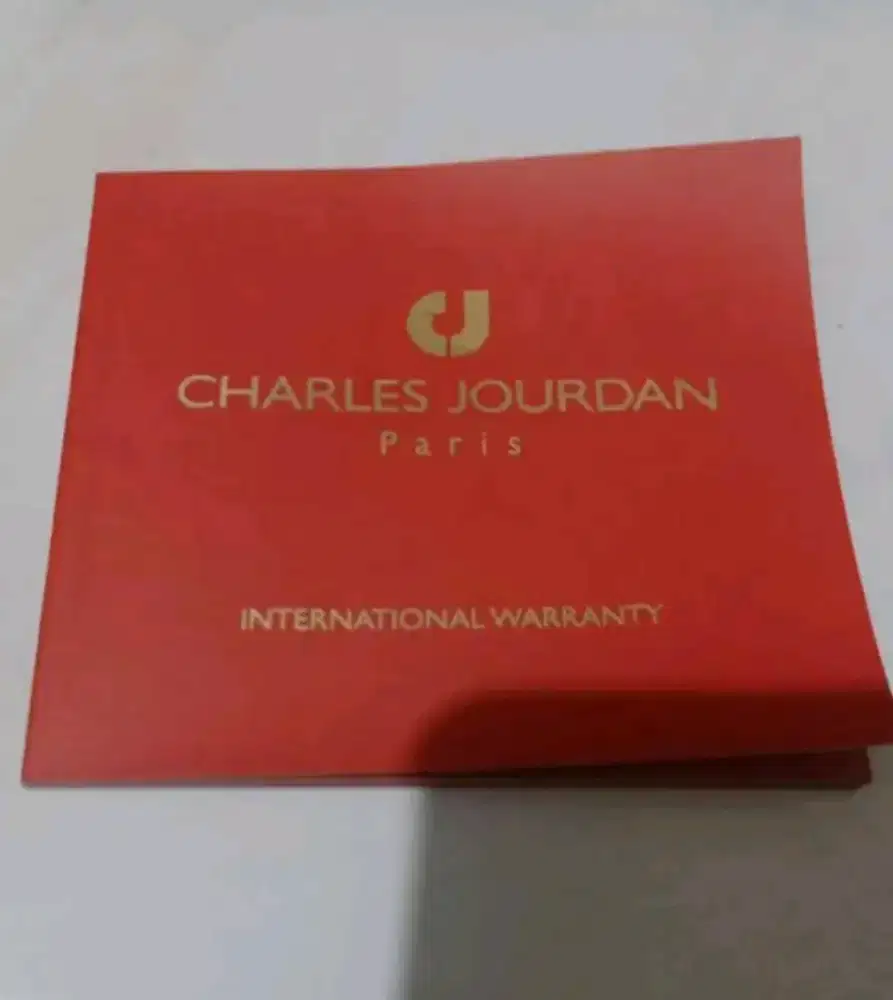 CJ
CHARLES JOURDAN
Paris
INTERNATIONAL WARRANTY